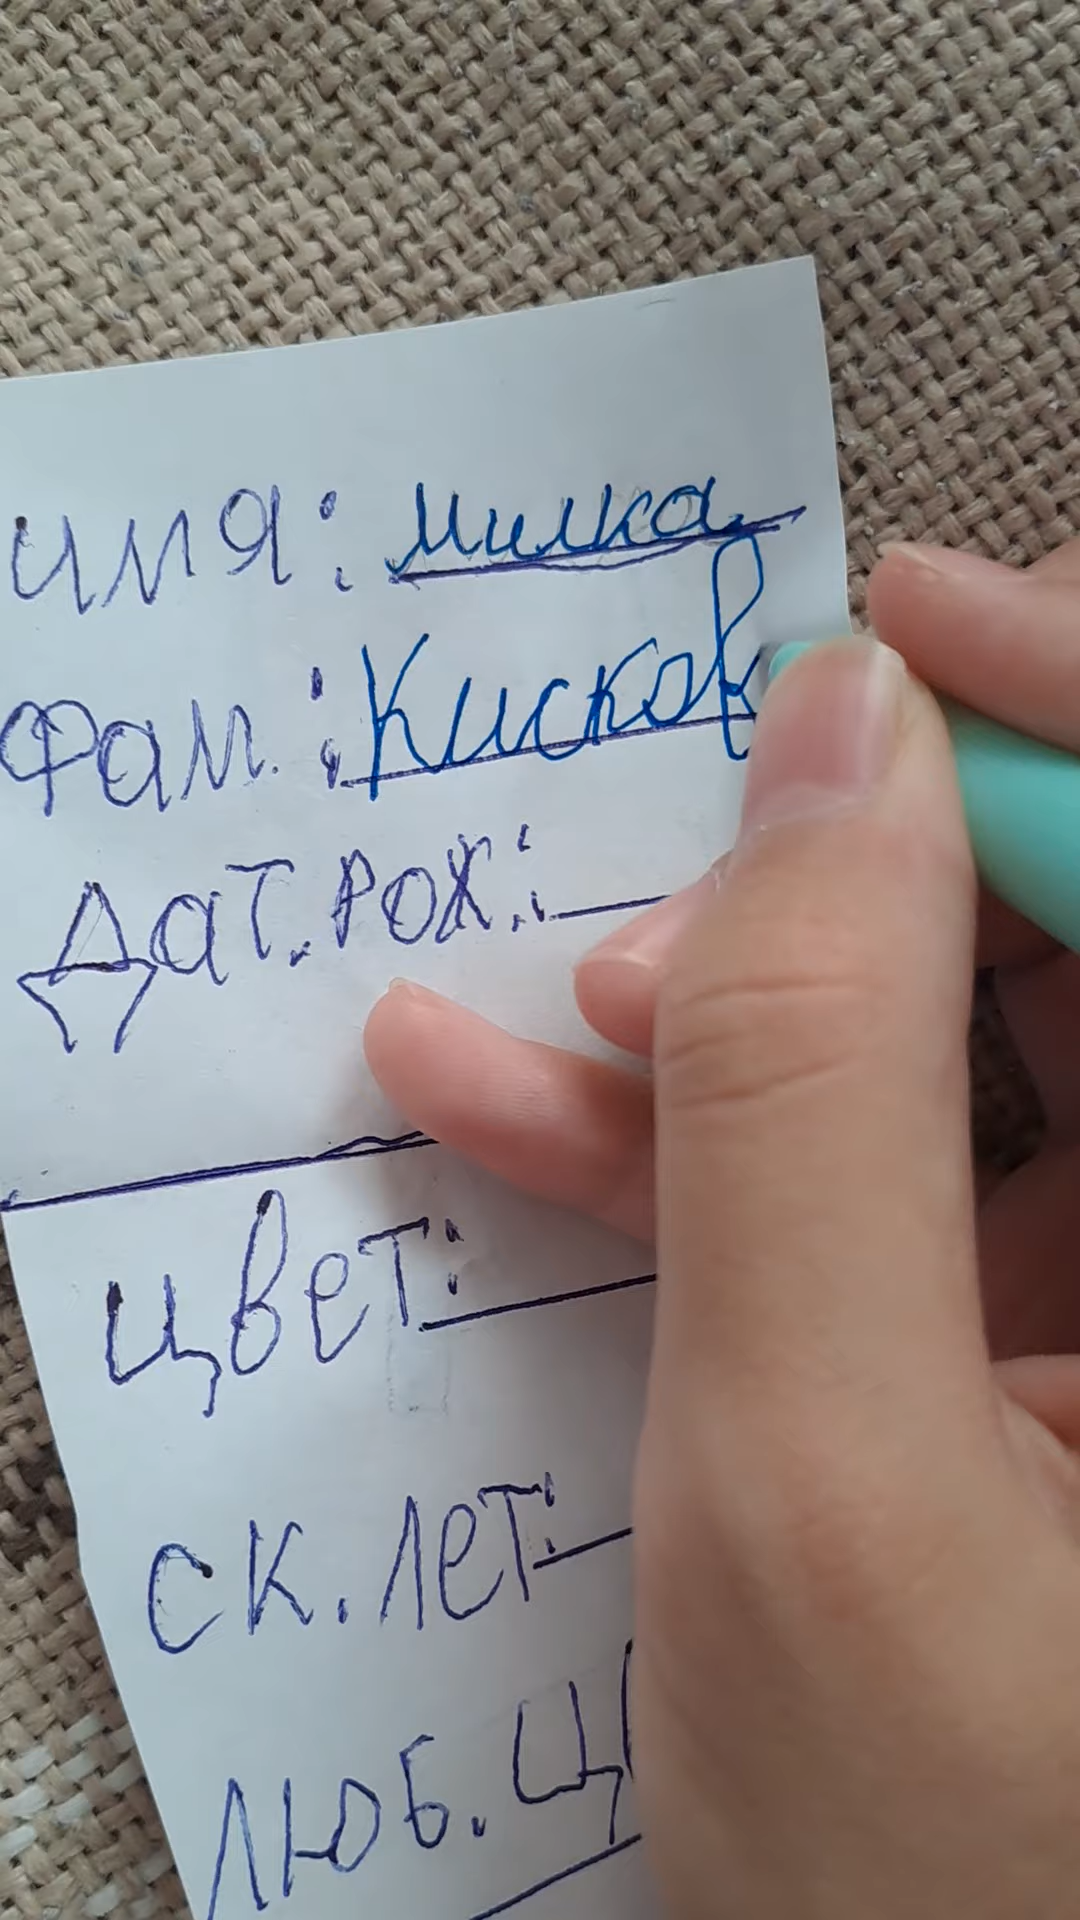 имя: милка
Фам.: Кисков
Дат.рож.:
цвет:
ск. лет:
люб. ц